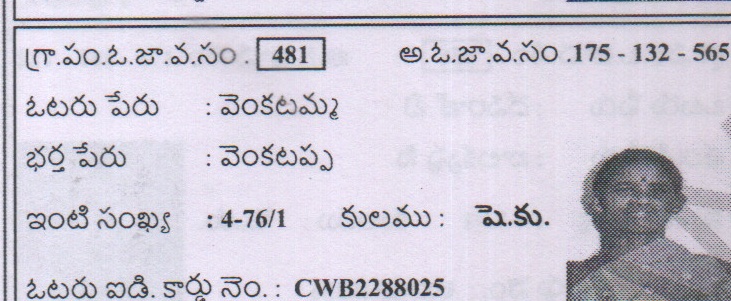 గ్రా.పం.ఓ.జా.వ.సం. 481 అ.ఓ.జా.వ.సం .175 - 132 - 565
ఓటరు పేరు : వెంకటమ్మ
భర్త పేరు : వెంకటప్ప
ఇంటి సంఖ్య : 4-76/1 కులము : షె.కు.
ఓటరు ఐడి. కార్డు నెం. : CWB2288025